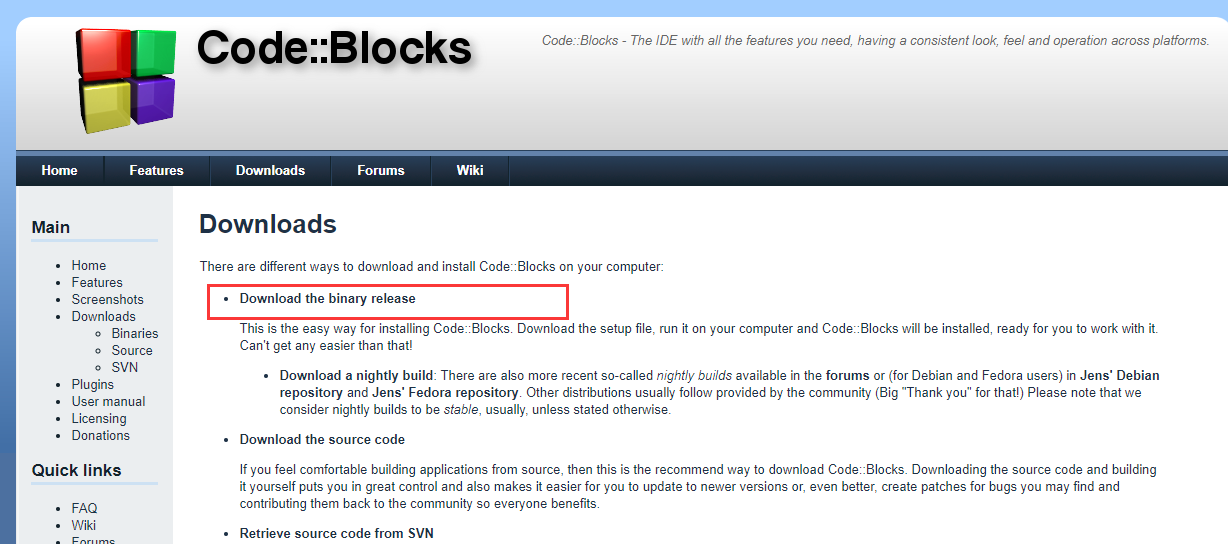 Code::Blocks
Code::Blocks - The IDE with all the features you need, having a consistent look, feel and operation across platforms.
Home Features Downloads Forums Wiki
Main
Home
Features
Screenshots
Downloads
Binaries
Source
SVN
Plugins
User manual
Licensing
Donations
Quick links
FAQ
Wiki
Forums
Downloads
There are different ways to download and install Code::Blocks on your computer:
Download the binary release
This is the easy way for installing Code::Blocks. Download the setup file, run it on your computer and Code::Blocks will be installed, ready for you to work with it.
Can't get any easier than that!
Download a nightly build: There are also more recent so-called nightly builds available in the forums or (for Debian and Fedora users) in Jens' Debian
repository and Jens' Fedora repository. Other distributions usually follow provided by the community (Big "Thank you" for that!) Please note that we
consider nightly builds to be stable, usually, unless stated otherwise.
Download the source code
If you feel comfortable building applications from source, then this is the recommend way to download Code::Blocks. Downloading the source code and building
it yourself puts you in great control and also makes it easier for you to update to newer versions or, even better, create patches for bugs you may find and
contributing them back to the community so everyone benefits.
Retrieve source code from SVN